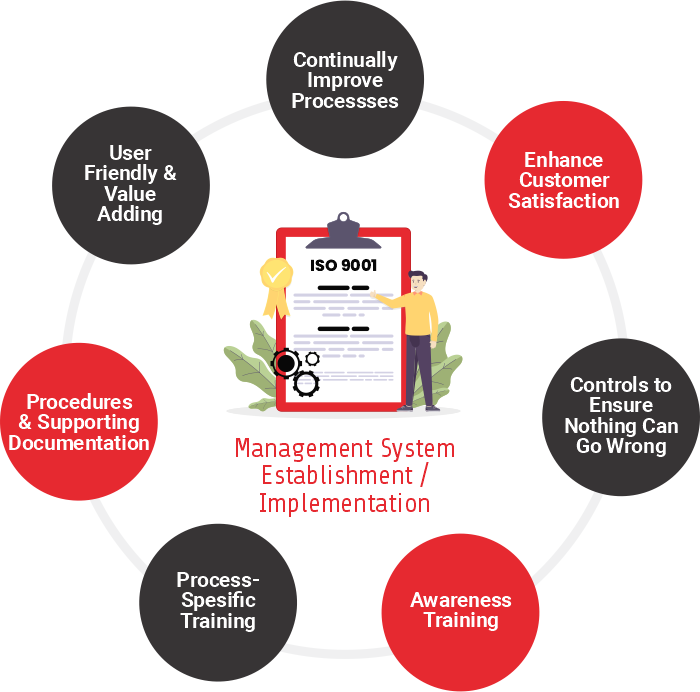 Continually
Improve
Processses
Enhance
Customer
Satisfaction
User
Friendly &
Value
Adding
ISO 9001
Controls to
Ensure
Nothing Can
Go Wrong
Procedures
& Supporting
Documentation
Management System
Establishment /
Implementation
Process-
Spesific
Training
Awareness
Training